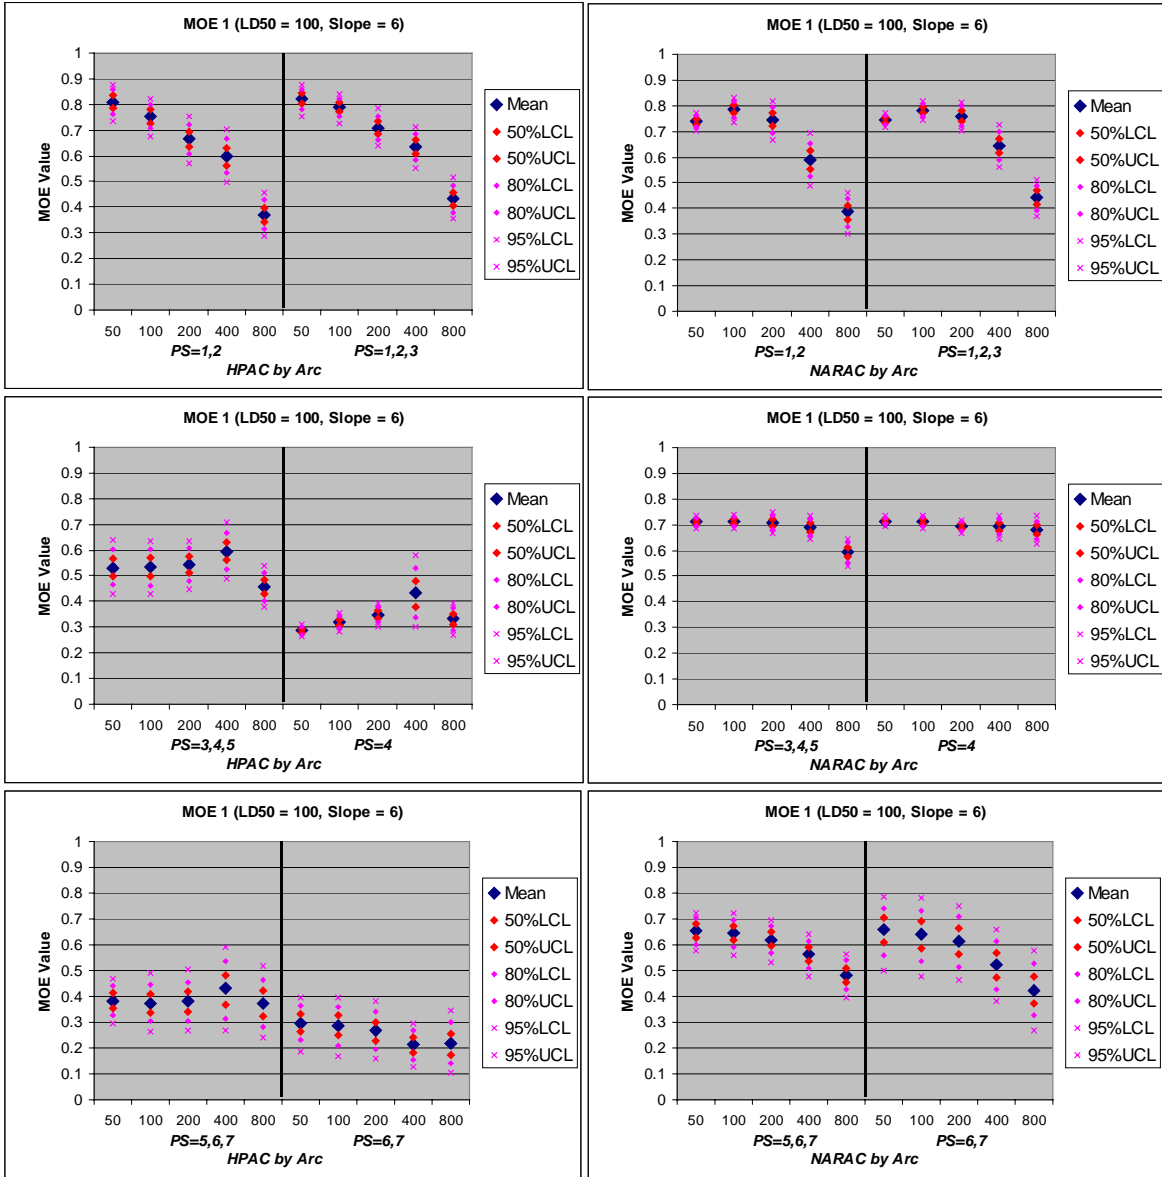 MOE 1 (LD50 = 100, Slope = 6)
MOE Value
1
0.9
0.8
0.7
0.6
0.5
0.4
0.3
0.2
0.1
0
50 100 200 400 800 50 100 200 400 800
PS=1,2 PS=1,2,3
HPAC by Arc
Mean
50%LCL
50%UCL
80%LCL
80%UCL
95%LCL
95%UCL
MOE 1 (LD50 = 100, Slope = 6)
MOE Value
1
0.9
0.8
0.7
0.6
0.5
0.4
0.3
0.2
0.1
0
50 100 200 400 800 50 100 200 400 800
PS=1,2 PS=1,2,3
NARAC by Arc
Mean
50%LCL
50%UCL
80%LCL
80%UCL
95%LCL
95%UCL
MOE 1 (LD50 = 100, Slope = 6)
MOE Value
1
0.9
0.8
0.7
0.6
0.5
0.4
0.3
0.2
0.1
0
50 100 200 400 800 50 100 200 400 800
PS=3,4,5 PS=4
HPAC by Arc
Mean
50%LCL
50%UCL
80%LCL
80%UCL
95%LCL
95%UCL
MOE 1 (LD50 = 100, Slope = 6)
MOE Value
1
0.9
0.8
0.7
0.6
0.5
0.4
0.3
0.2
0.1
0
50 100 200 400 800 50 100 200 400 800
PS=3,4,5 PS=4
NARAC by Arc
Mean
50%LCL
50%UCL
80%LCL
80%UCL
95%LCL
95%UCL
MOE 1 (LD50 = 100, Slope = 6)
MOE Value
1
0.9
0.8
0.7
0.6
0.5
0.4
0.3
0.2
0.1
0
50 100 200 400 800 50 100 200 400 800
PS=5,6,7 PS=6,7
HPAC by Arc
Mean
50%LCL
50%UCL
80%LCL
80%UCL
95%LCL
95%UCL
MOE 1 (LD50 = 100, Slope = 6)
MOE Value
1
0.9
0.8
0.7
0.6
0.5
0.4
0.3
0.2
0.1
0
50 100 200 400 800 50 100 200 400 800
PS=5,6,7 PS=6,7
NARAC by Arc
Mean
50%LCL
50%UCL
80%LCL
80%UCL
95%LCL
95%UCL